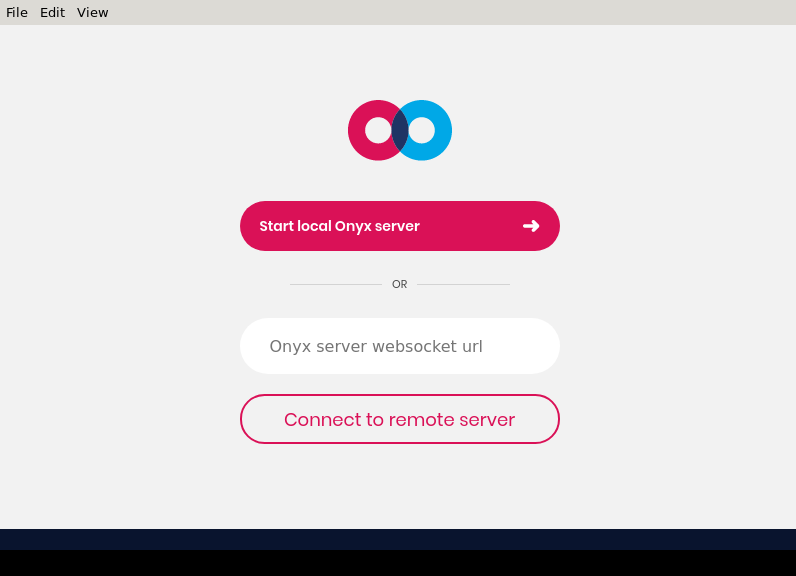 File Edit View
Start local Onyx server
OR
Onyx server websocket url
Connect to remote server